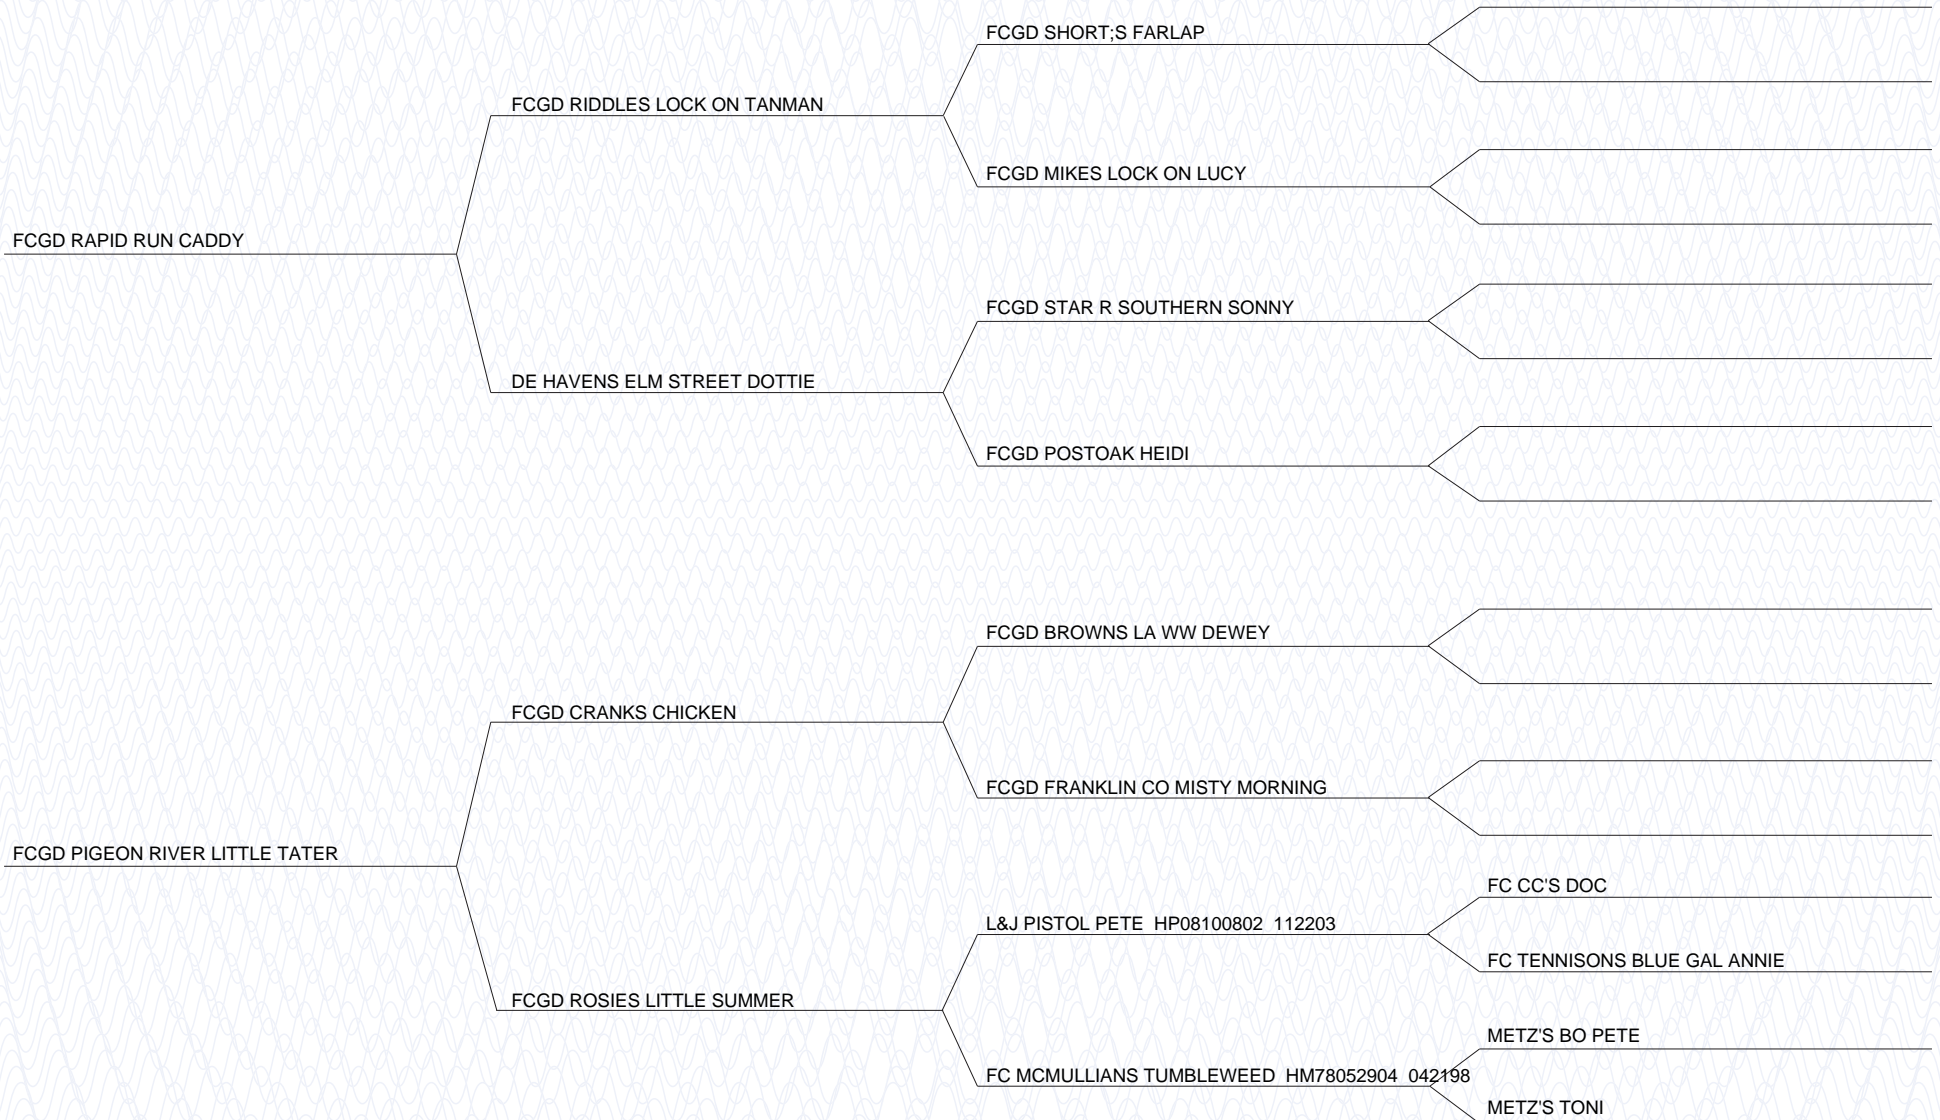 FCGD SHORT;S FARLAP
FCGD RIDDLES LOCK ON TANMAN
FCGD MIKES LOCK ON LUCY
FCGD RAPID RUN CADDY
FCGD STAR R SOUTHERN SONNY
DE HAVENS ELM STREET DOTTIE
FCGD POSTOAK HEIDI
FCGD BROWNS LA WW DEWEY
FCGD CRANKS CHICKEN
FCGD FRANKLIN CO MISTY MORNING
FCGD PIGEON RIVER LITTLE TATER
FC CC'S DOC
L&J PISTOL PETE  HP08100802  112203
FC TENNISONS BLUE GAL ANNIE
FCGD ROSIES LITTLE SUMMER
METZ'S BO PETE
FC MCMULLIANS TUMBLEWEED  HM78052904  042198
METZ'S TONI